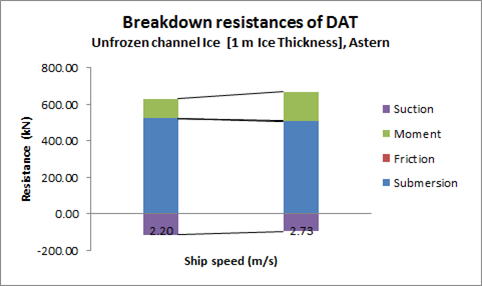 Breakdown resistances of DAT
Unfrozen channel Ice [1 m Ice Thickness], Astern
800.00
600.00
400.00
200.00
0.00
-200.00
Resistance (kN)
2.20
2.73
Ship speed (m/s)
Suction
Moment
Friction
Submersion